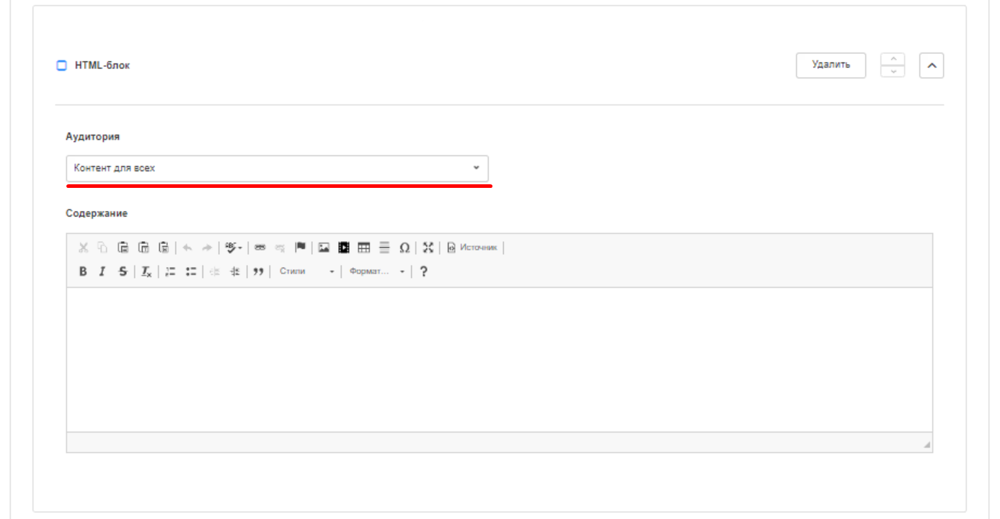 HTML-блок
Удалить
Аудитория
Контент для всех
Содержание
Источник
Стили Формат... ?